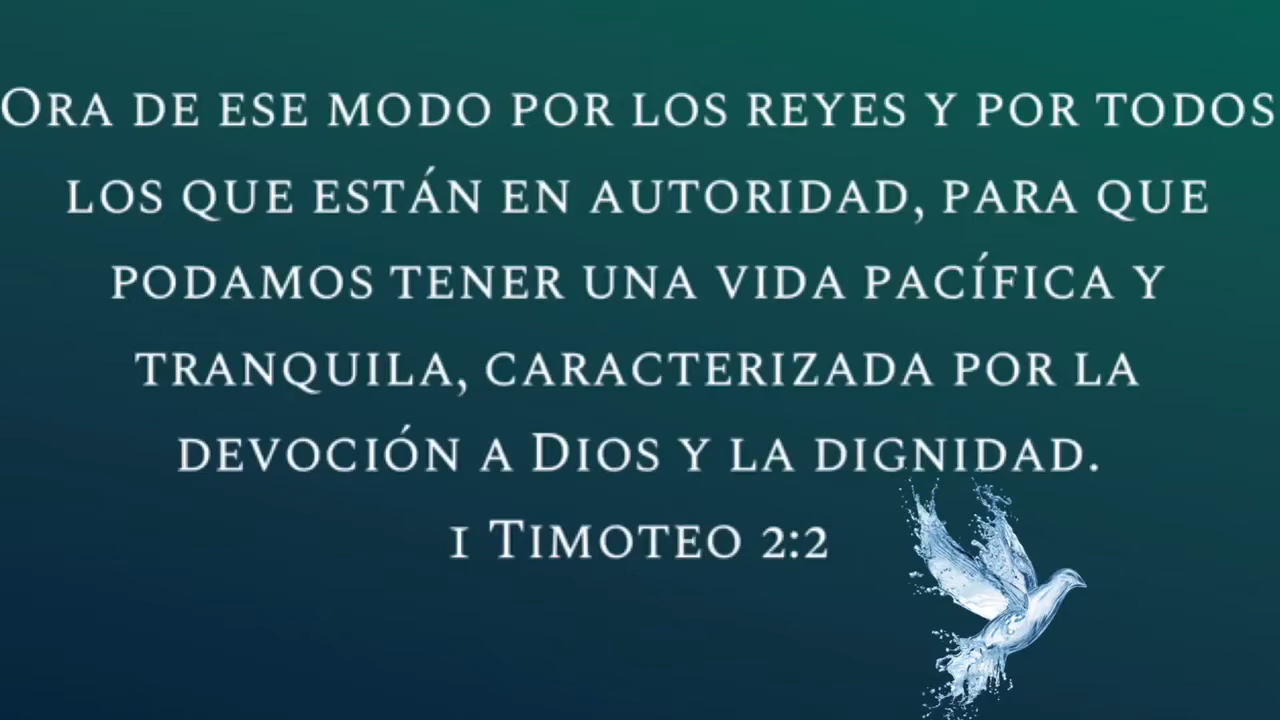 Ora de ese modo por los reyes y por todos
los que están en autoridad, para que
podamos tener una vida pacífica y
tranquila, caracterizada por la
devoción a Dios y la dignidad.
1 Timoteo 2:2